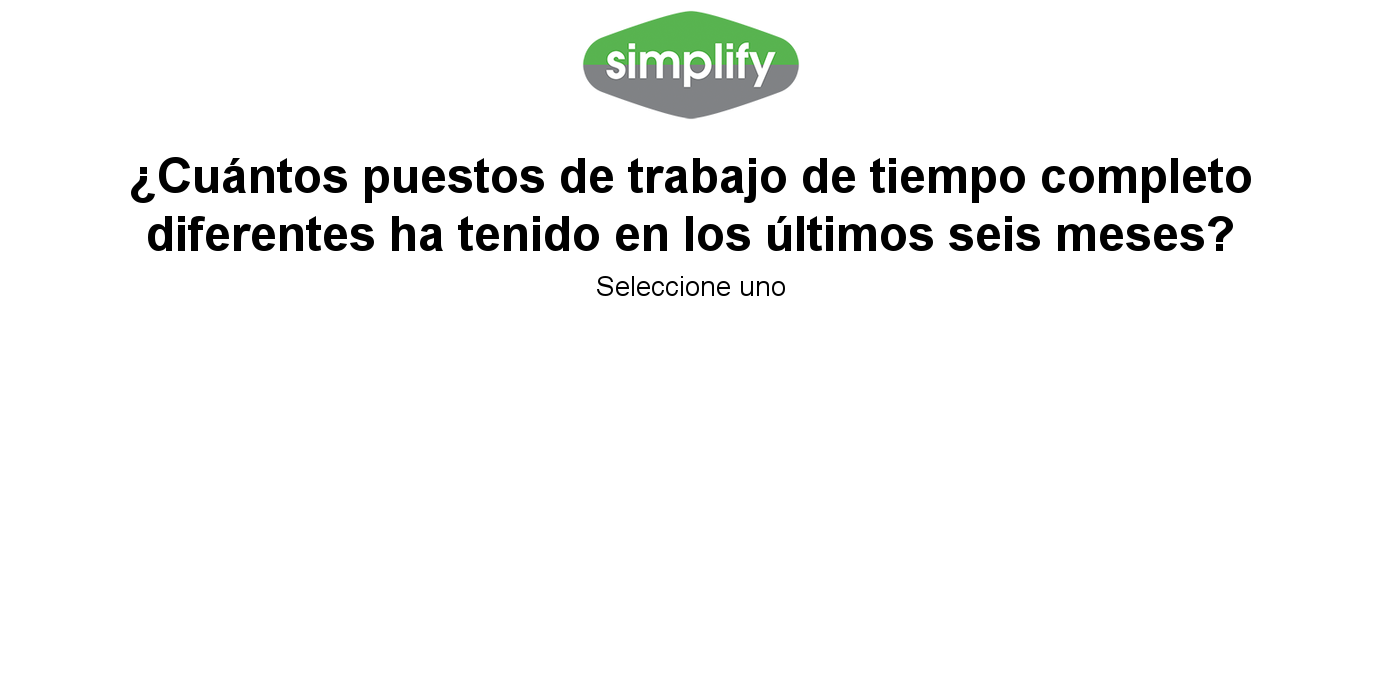 simplify
¿Cuántos puestos de trabajo de tiempo completo
diferentes ha tenido en los últimos seis meses?
Seleccione uno